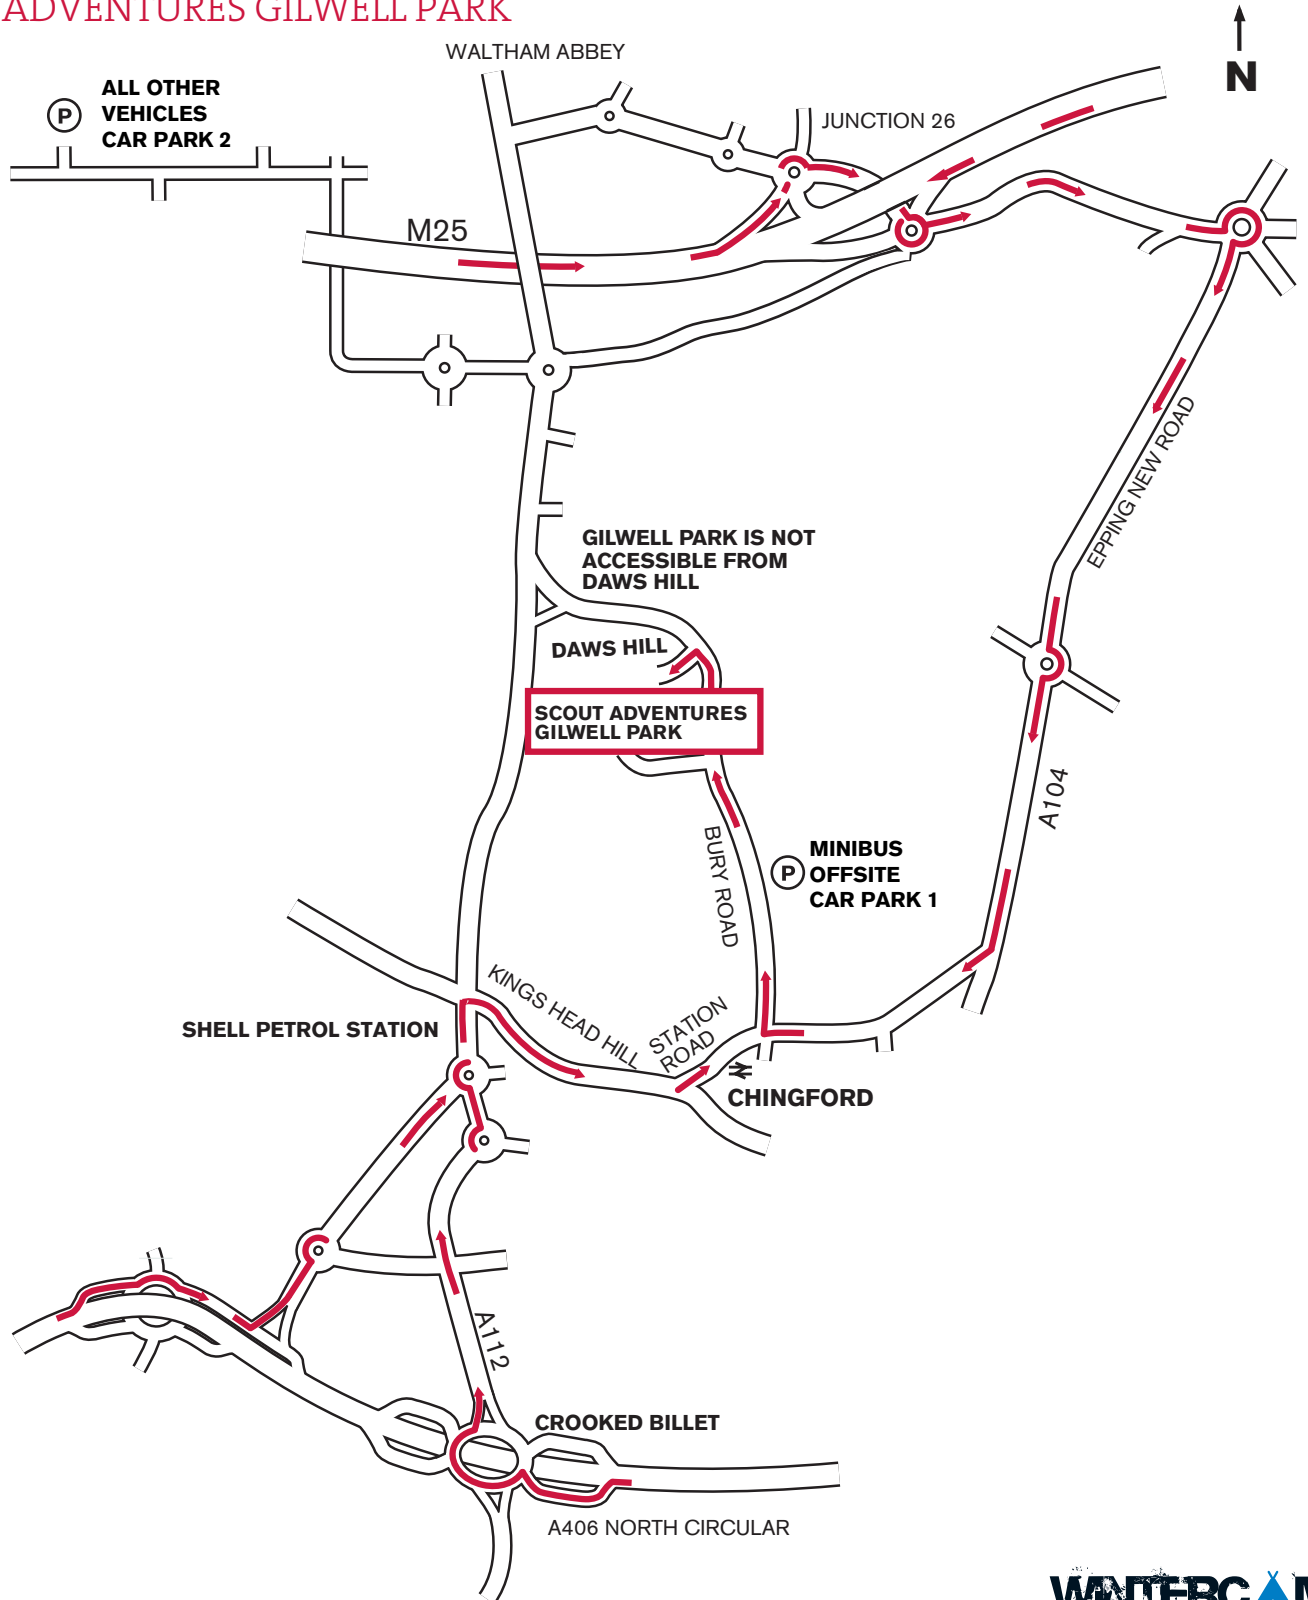 ADVENTURES GILWELL PARK
WALTHAM ABBEY
N
P
ALL OTHER
VEHICLES
CAR PARK 2
JUNCTION 26
M25
EPPING NEW ROAD
GILWELL PARK IS NOT
ACCESSIBLE FROM
DAWS HILL
DAWS HILL
SCOUT ADVENTURES
GILWELL PARK
A104
BURY ROAD
P
MINIBUS
OFFSITE
CAR PARK 1
KINGS HEAD HILL
STATION
ROAD
SHELL PETROL STATION
CHINGFORD
A112
CROOKED BILLET
A406 NORTH CIRCULAR